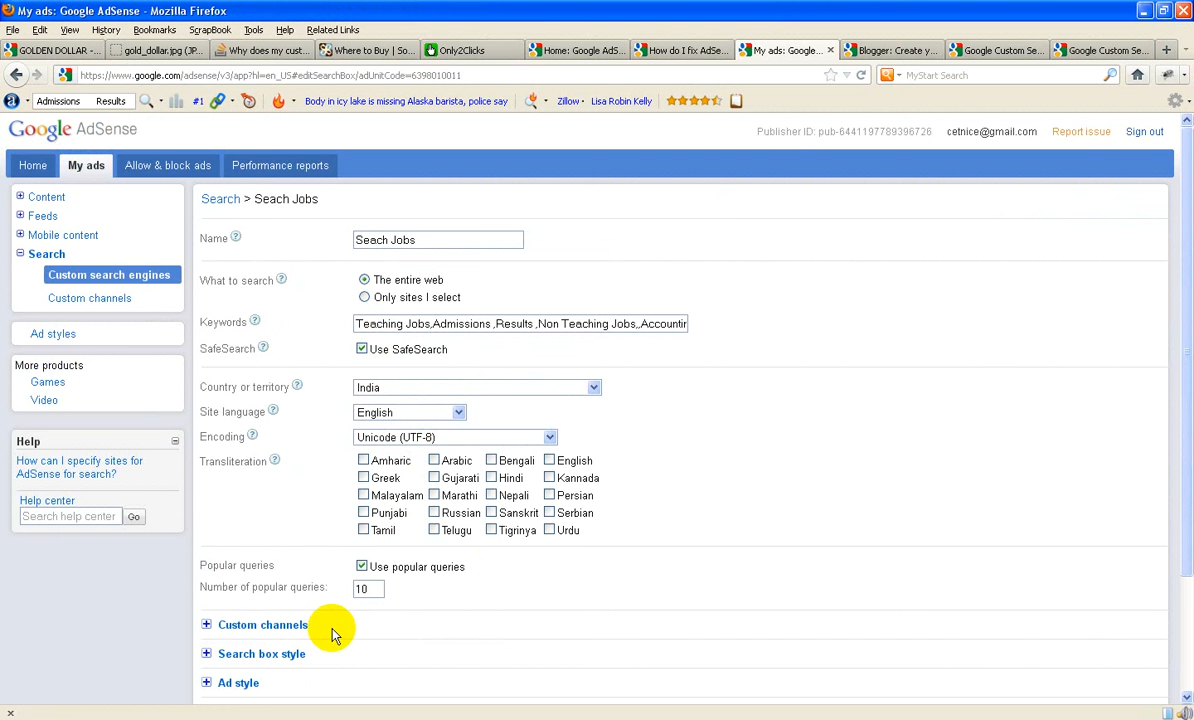 My ads: Google AdSense - Mozilla Firefox
File Edit View History Bookmarks ScrapBook Tools Help Related Links
GOLDEN DOLLAR -... gold_dollar.jpg (JP... Why does my cust... Where to Buy | So... Only2Clicks Home: Google AdS... How do I fix AdSe... My ads: Google... Blogger: Create y... Google Custom Se... Google Custom Se...
https://www.google.com/adsense/v3/app?hl=en_US#editSearchBox/adUnitCode=6398010011 MyStart Search
Admissions Results #1 Body in icy lake is missing Alaska barista, police say Zillow Lisa Robin Kelly
Google AdSense
Publisher ID: pub-6441197789396726 cetnice@gmail.com Report issue Sign out
Home My ads Allow & block ads Performance reports
Content
Feeds
Mobile content
Search
Custom search engines
Custom channels
Ad styles
More products
Games
Video
Help
How can I specify sites for
AdSense for search?
Help center
Search help center Go
Search > Seach Jobs
Name Seach Jobs
What to search The entire web
Only sites I select
Keywords Teaching Jobs,Admissions ,Results ,Non Teaching Jobs,,Accountin
SafeSearch Use SafeSearch
Country or territory India
Site language English
Encoding Unicode (UTF-8)
Transliteration Amharic Arabic Bengali English
Greek Gujarati Hindi Kannada
Malayalam Marathi Nepali Persian
Punjabi Russian Sanskrit Serbian
Tamil Telugu Tigrinya Urdu
Popular queries Use popular queries
Number of popular queries: 10
Custom channels
Search box style
Ad style